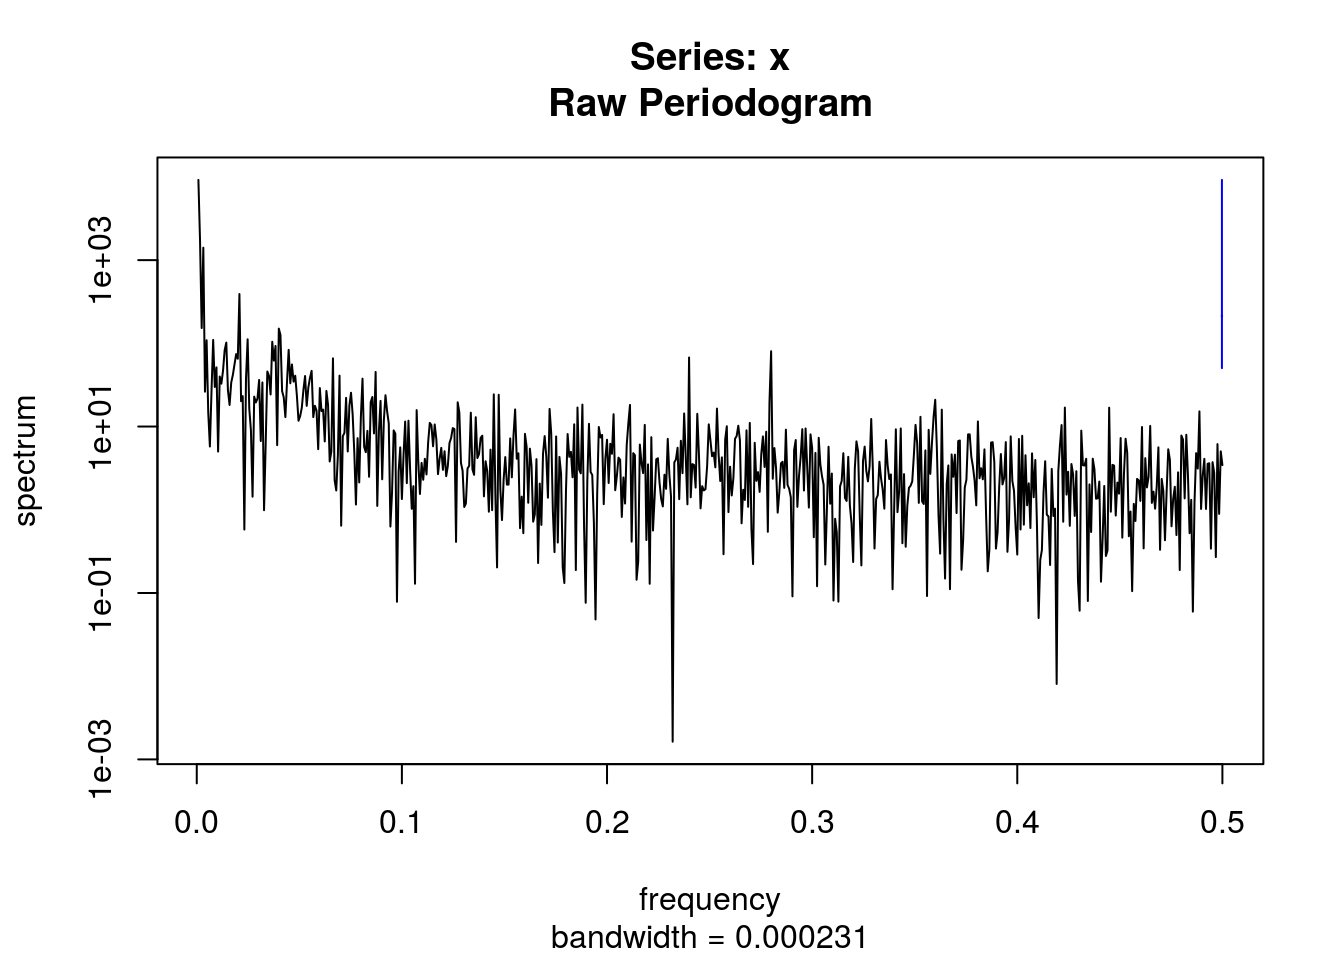 Series: x
Raw Periodogram
spectrum
1e+03
1e+01
1e-01
1e-03
0.0 0.1 0.2 0.3 0.4 0.5
frequency
bandwidth = 0.000231